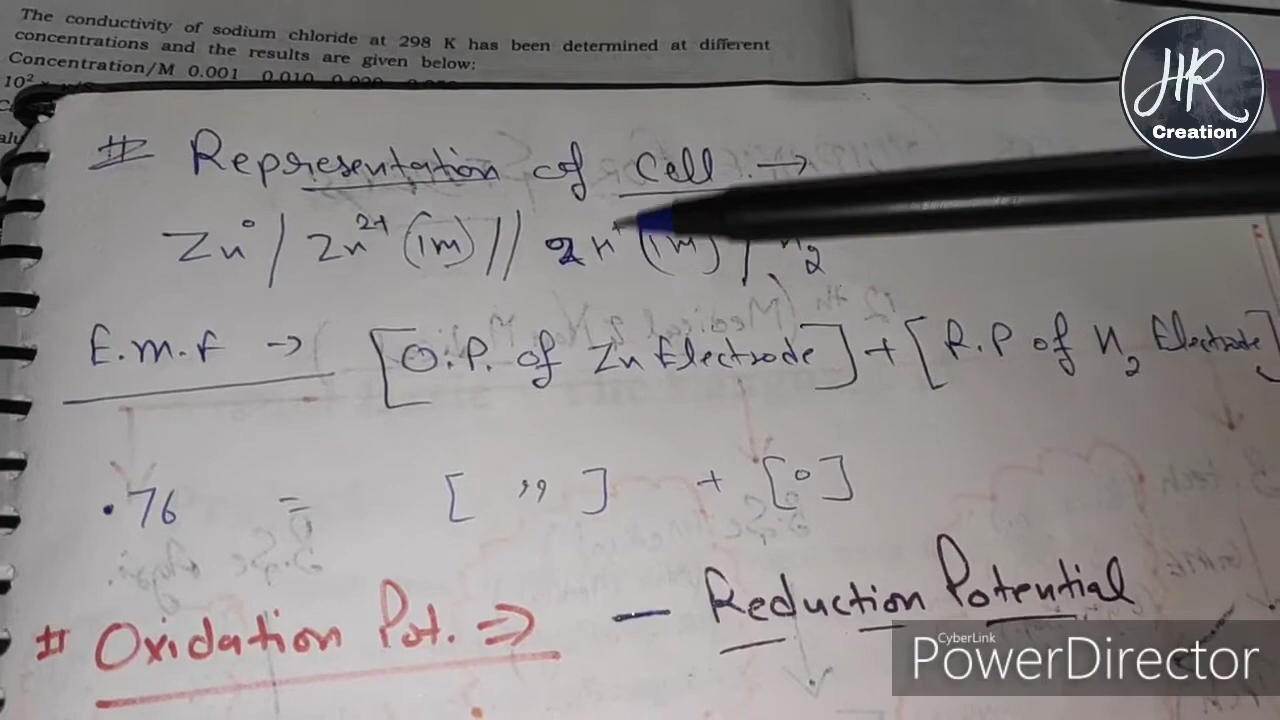 The conductivity of sodium chloride at 298 K has been determined at different
concentrations and the results are given below:
Concentration/M 0.001 0.010
10²
HR
Creation
# Representation of Cell →
Zn° / Zn²⁺ (1M) // 2H⁺ (1M) / H₂
E.M.F → [O.P. of Zn Electrode] + [R.P of H₂ Electrode]
.76 = [ ,, ] + [0]
# Oxidation Pot. ⇒ — Reduction Potential
CyberLink
PowerDirector